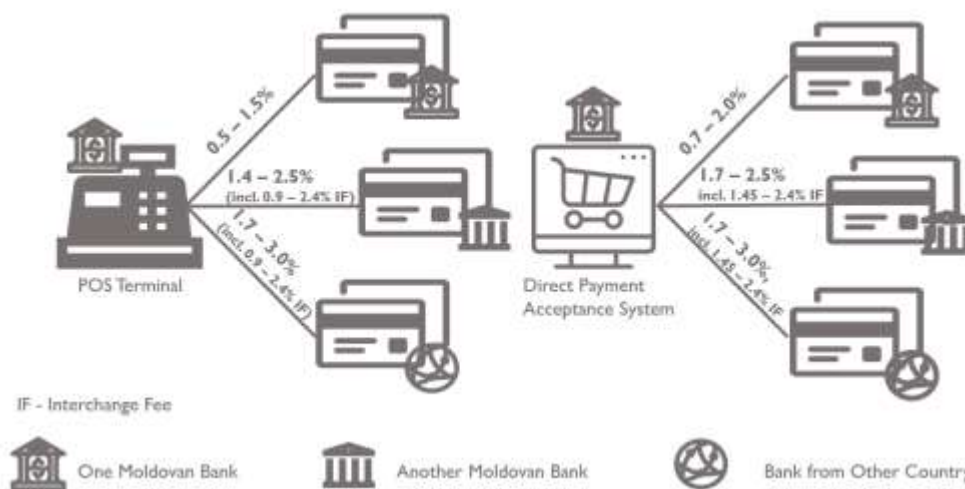 0.5 – 1.5%
1.4 – 2.5%
(incl. 0.9 – 2.4% IF)
1.7 – 3.0%
(incl. 0.9 – 2.4% IF)
POS Terminal
0.7 – 2.0%
1.7 – 2.5%
incl. 1.45 – 2.4% IF
1.7 – 3.0%,
incl. 1.45 – 2.4% IF
Direct Payment
Acceptance System
IF - Interchange Fee
One Moldovan Bank
Another Moldovan Bank
Bank from Other Country